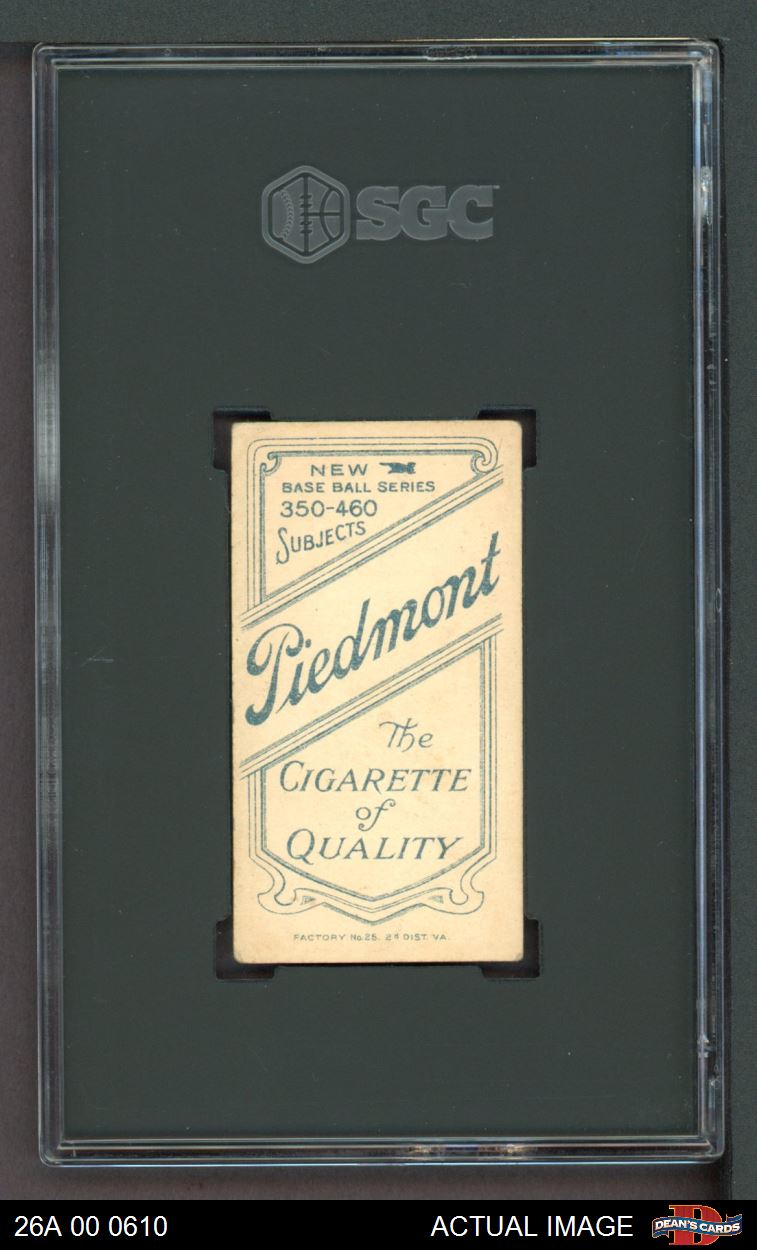 SGC
NEW
BASE BALL SERIES
350-460
SUBJECTS
Piedmont
The
CIGARETTE
of
QUALITY
FACTORY No. 25. 2d DIST. VA.
26A 00 0610
ACTUAL IMAGE
DEAN'S CARDS